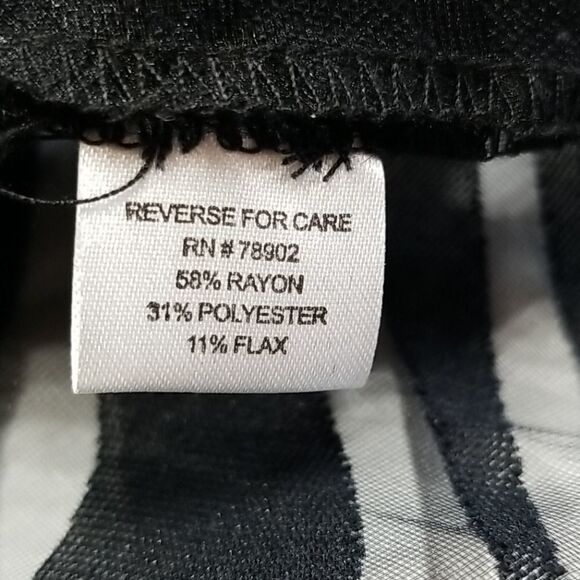 REVERSE FOR CARE
RN # 78902
58% RAYON
31% POLYESTER
11% FLAX